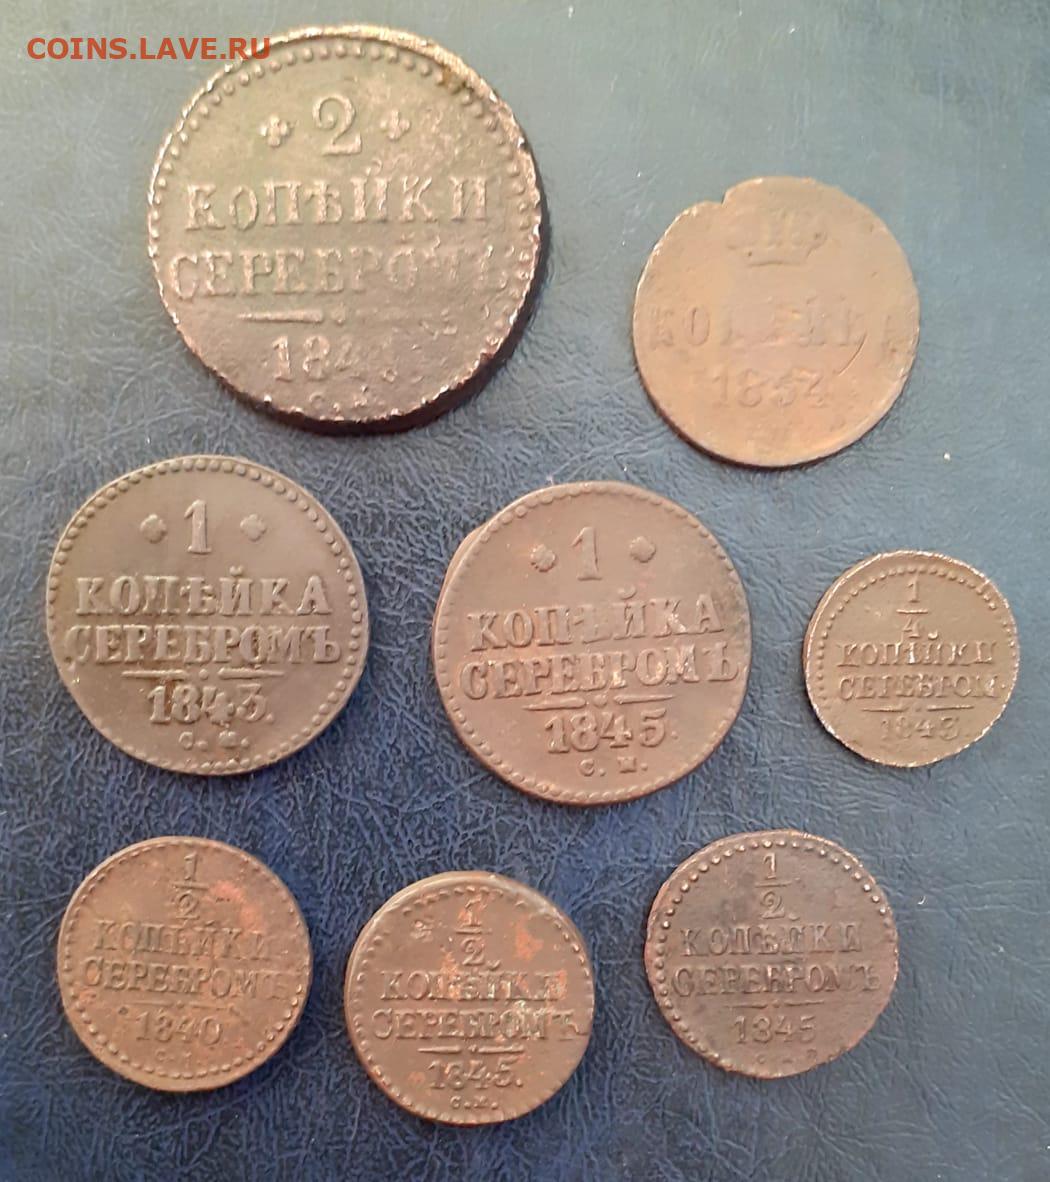 COINS.LAVE.RU
2
КОПѢЙКИ
СЕРЕБРОМЪ
Н
КОПѢЙКА
1
КОПѢЙКА
СЕРЕБРОМЪ
1843.
С. М.
1
КОПѢЙКА
СЕРЕБРОМЪ
1845.
С. М.
1
4
КОПѢЙКИ
СЕРЕБРОМ
1843
1
2
КОПѢЙКИ
СЕРЕБРОМЪ
1840
1
2.
КОПѢЙКИ
СЕРЕБРОМЪ
1845.
С.М.
1
2.
КОПѢЙКИ
СЕРЕБРОМЪ
1845